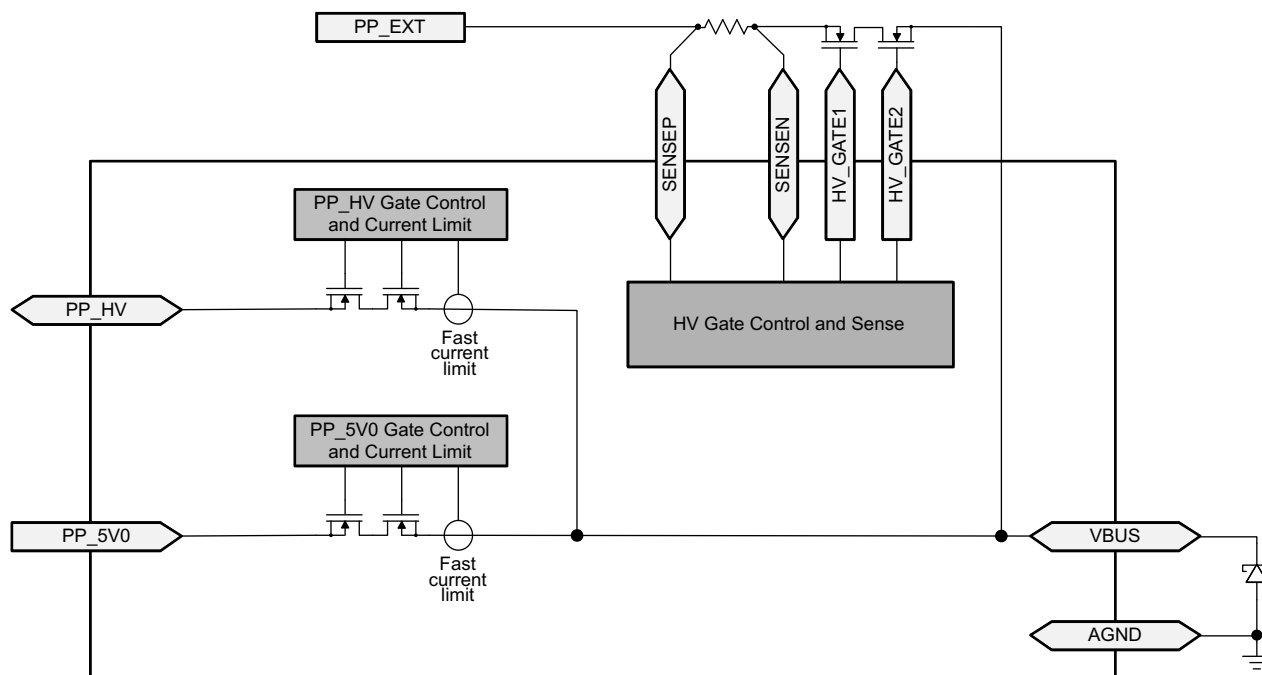 PP_EXT
SENSEP
SENSEN
HV_GATE1
HV_GATE2
PP_HV Gate Control
and Current Limit
PP_HV
Fast
current
limit
HV Gate Control and Sense
PP_5V0 Gate Control
and Current Limit
PP_5V0
Fast
current
limit
VBUS
AGND